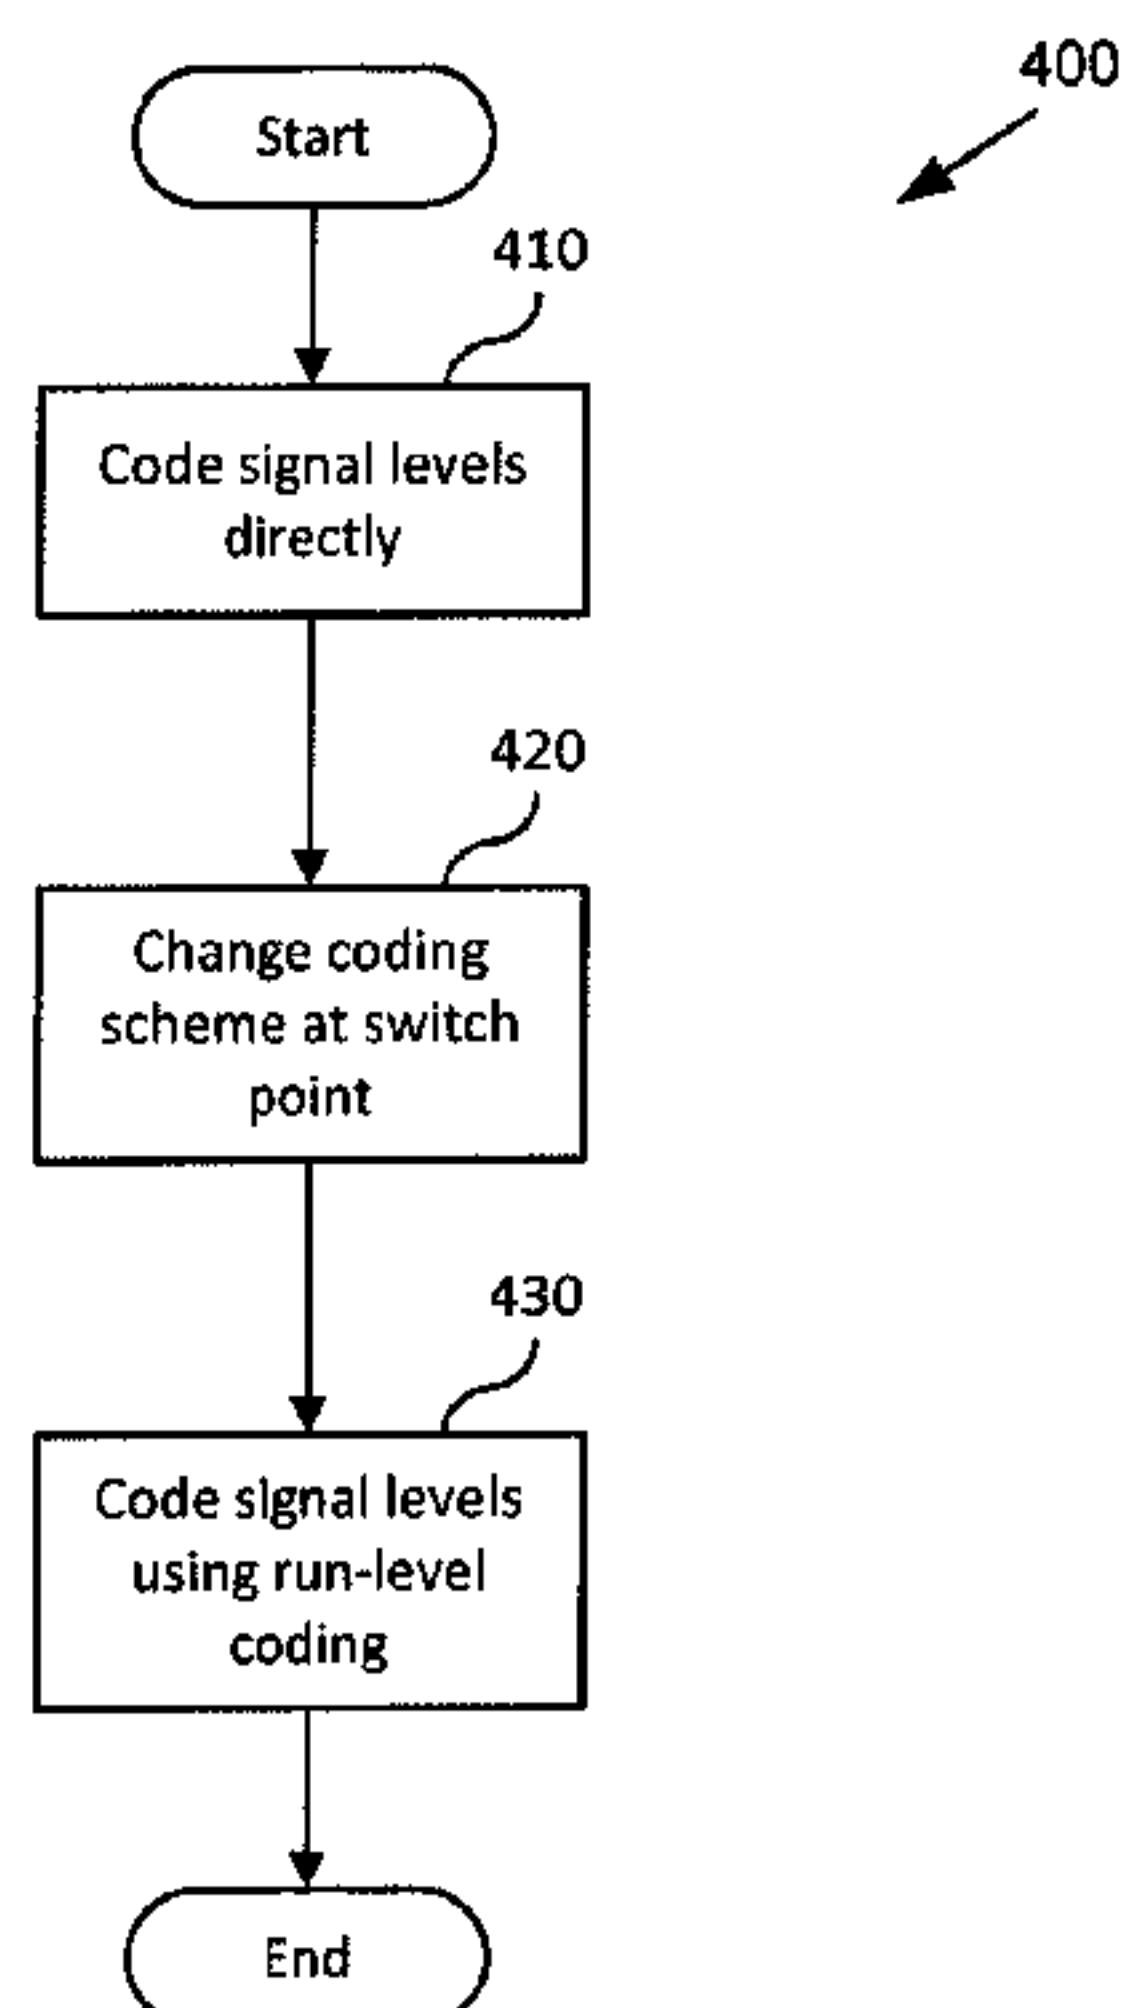 400
Start
410
Code signal levels
directly
420
Change coding
scheme at switch
point
430
Code signal levels
using run-level
coding
End